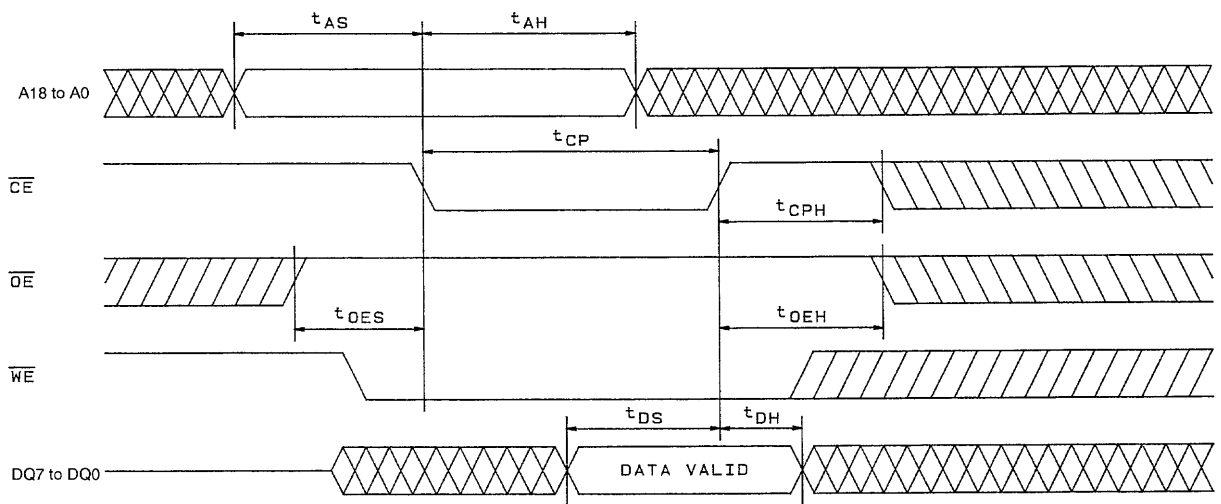 tAS tAH
A18 to A0
tCP
CE
tCPH
OE
tOES tOEH
WE
tDS tDH
DQ7 to DQ0 DATA VALID